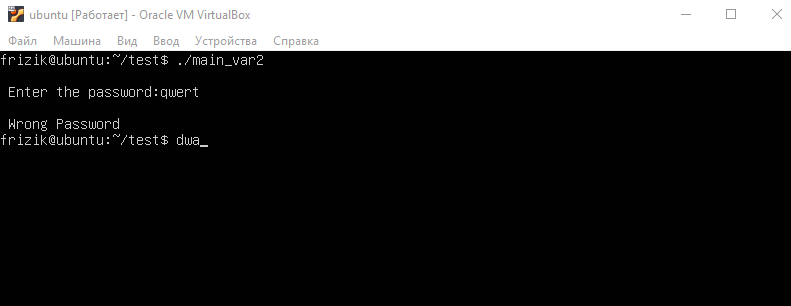 ubuntu [Работает] - Oracle VM VirtualBox
Файл Машина Вид Ввод Устройства Справка
frizik@ubuntu:~/test$ ./main_var2
Enter the password:qwert
Wrong Password
frizik@ubuntu:~/test$ dwa_